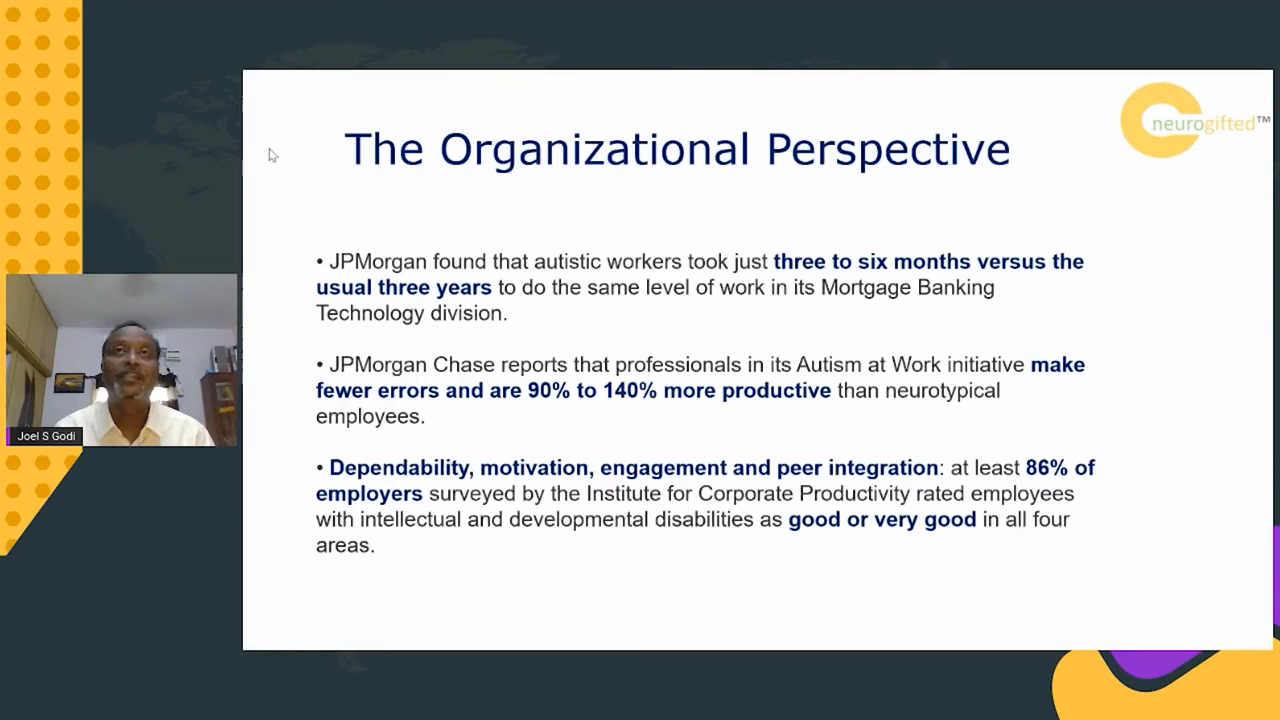 neurogifted™
The Organizational Perspective
• JPMorgan found that autistic workers took just three to six months versus the
usual three years to do the same level of work in its Mortgage Banking
Technology division.
• JPMorgan Chase reports that professionals in its Autism at Work initiative make
fewer errors and are 90% to 140% more productive than neurotypical
employees.
• Dependability, motivation, engagement and peer integration: at least 86% of
employers surveyed by the Institute for Corporate Productivity rated employees
with intellectual and developmental disabilities as good or very good in all four
areas.
Joel S Godi